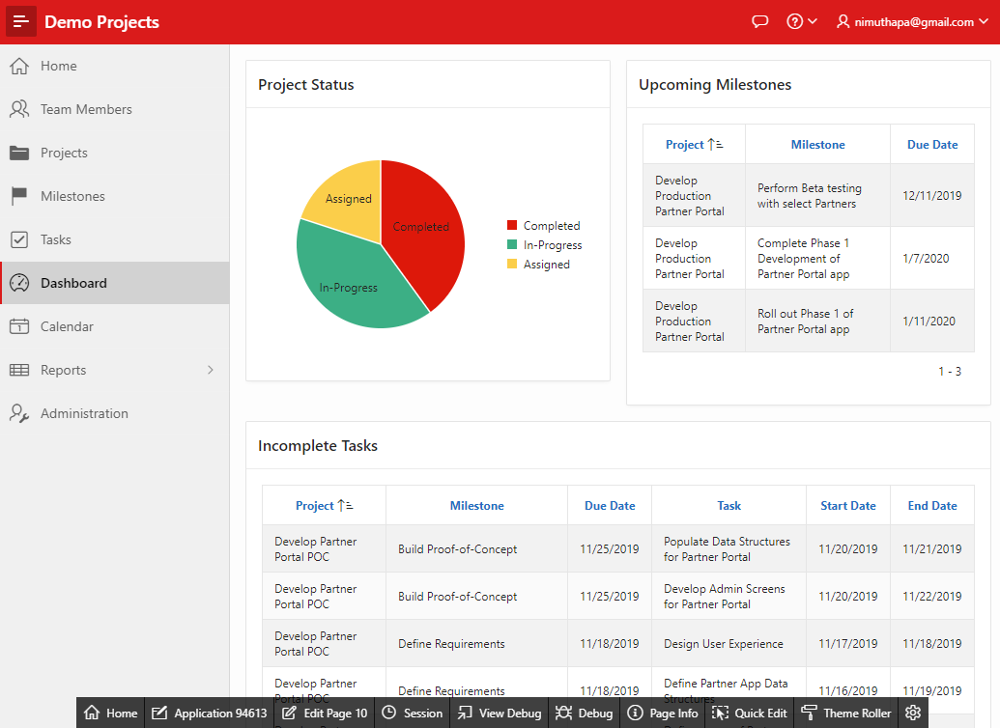 Demo Projects
nimuthapa@gmail.com
Home
Team Members
Projects
Milestones
Tasks
Dashboard
1
Calendar
Reports
Administration
Project Status
Assigned
Completed
In-Progress
Completed
In-Progress
Assigned
Upcoming Milestones
Project Milestone Due Date
Develop
Production
Partner Portal
Perform Beta testing
with select Partners
12/11/2019
Develop
Production
Partner Portal
Complete Phase 1
Development of
Partner Portal app
1/7/2020
Develop
Production
Partner Portal
Roll out Phase 1 of
Partner Portal app
1/11/2020
1 - 3
Incomplete Tasks
Project Milestone Due Date Task Start Date End Date
Develop Partner
Portal POC
Build Proof-of-Concept
11/25/2019
Populate Data Structures
for Partner Portal
11/20/2019
11/21/2019
Develop Partner
Portal POC
Build Proof-of-Concept
11/25/2019
Develop Admin Screens
for Partner Portal
11/20/2019
11/22/2019
Develop Partner
Portal POC
Define Requirements
11/18/2019
Design User Experience
11/17/2019
11/18/2019
Develop Partner
Portal POC
Define Requirements
11/18/2019
Define Partner App Data
Structures
11/16/2019
11/19/2019
Home Application 94613 Edit Page 10 Session View Debug Debug Page Info Quick Edit Theme Roller